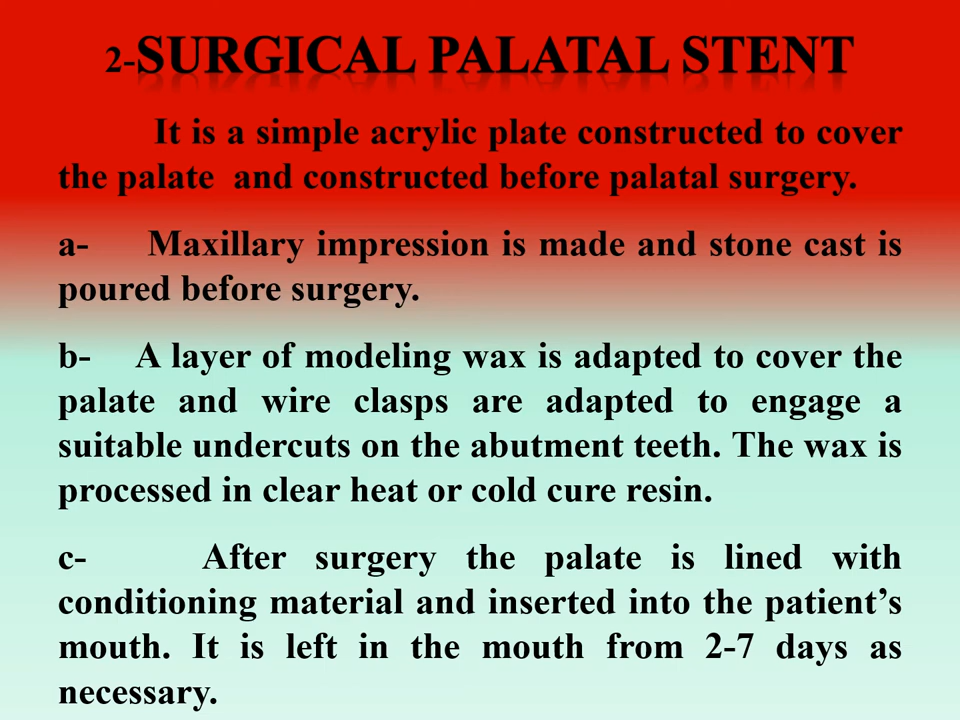 2-SURGICAL PALATAL STENT
It is a simple acrylic plate constructed to cover
the palate and constructed before palatal surgery.
a- Maxillary impression is made and stone cast is
poured before surgery.
b- A layer of modeling wax is adapted to cover the
palate and wire clasps are adapted to engage a
suitable undercuts on the abutment teeth. The wax is
processed in clear heat or cold cure resin.
c- After surgery the palate is lined with
conditioning material and inserted into the patient’s
mouth. It is left in the mouth from 2-7 days as
necessary.